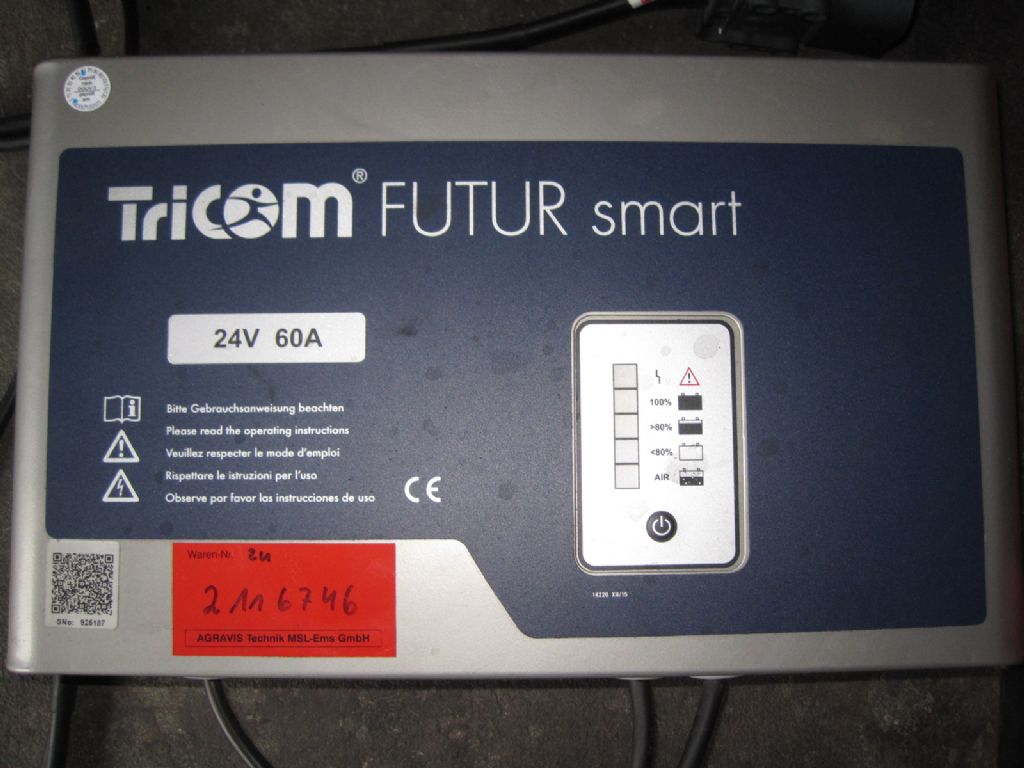 TriCOM® FUTUR smart
24V 60A
Bitte Gebrauchsanweisung beachten
Please read the operating instructions
Veuillez respecter le mode d'emploi
Rispettare le istruzioni per l'uso
Observe por favor las instrucciones de uso
CE
100%
>80%
<80%
AIR
SNo: 926187
Waren-Nr.
2116746
AGRAVIS Technik MSL-Ems GmbH